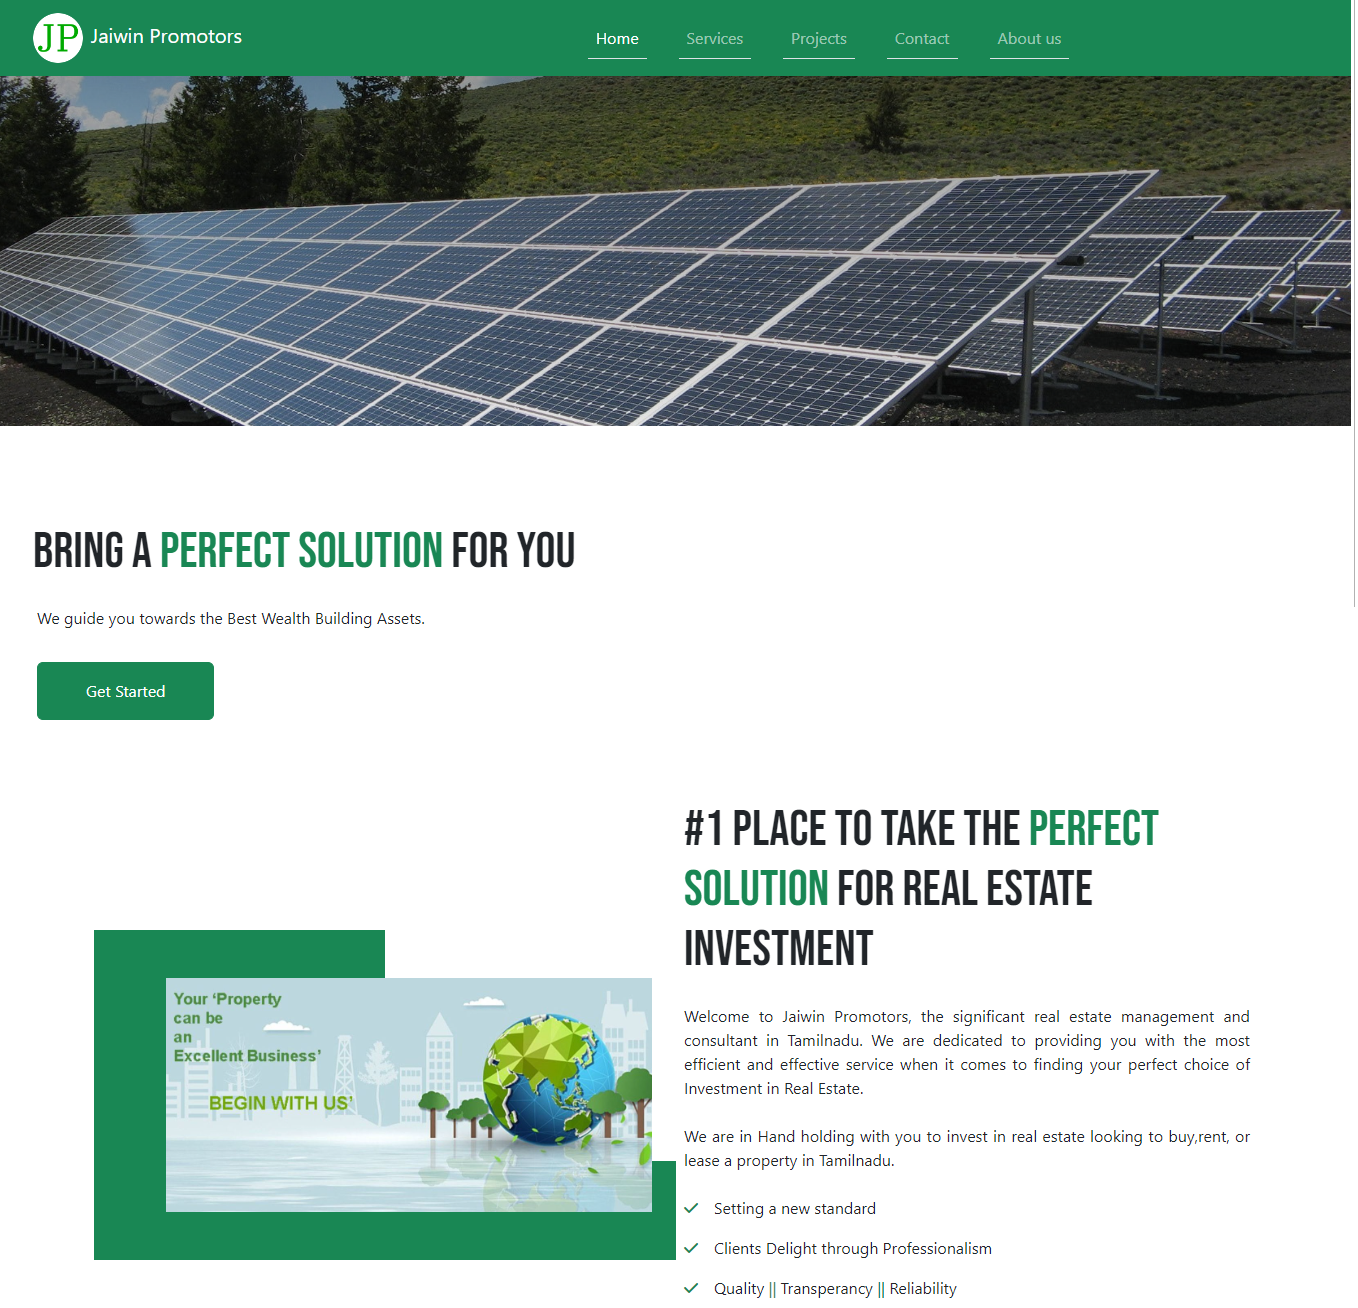 JP Jaiwin Promotors
Home Services Projects Contact About us
BRING A PERFECT SOLUTION FOR YOU
We guide you towards the Best Wealth Building Assets.
Get Started
#1 PLACE TO TAKE THE PERFECT
SOLUTION FOR REAL ESTATE
INVESTMENT
Your ‘Property
can be
an
Excellent Business’
BEGIN WITH US’
Welcome to Jaiwin Promotors, the significant real estate management and
consultant in Tamilnadu. We are dedicated to providing you with the most
efficient and effective service when it comes to finding your perfect choice of
Investment in Real Estate.
We are in Hand holding with you to invest in real estate looking to buy,rent, or
lease a property in Tamilnadu.
Setting a new standard
Clients Delight through Professionalism
Quality || Transperancy || Reliability